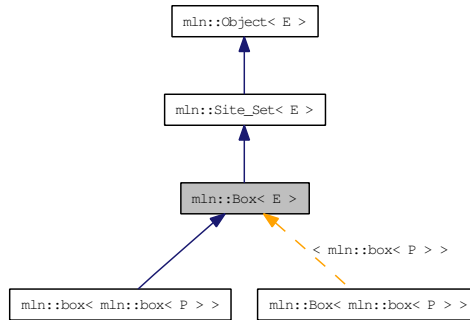 mln::Object< E >
mln::Site_Set< E >
mln::Box< E >
< mln::box< P > >
mln::box< mln::box< P > >
mln::Box< mln::box< P > >